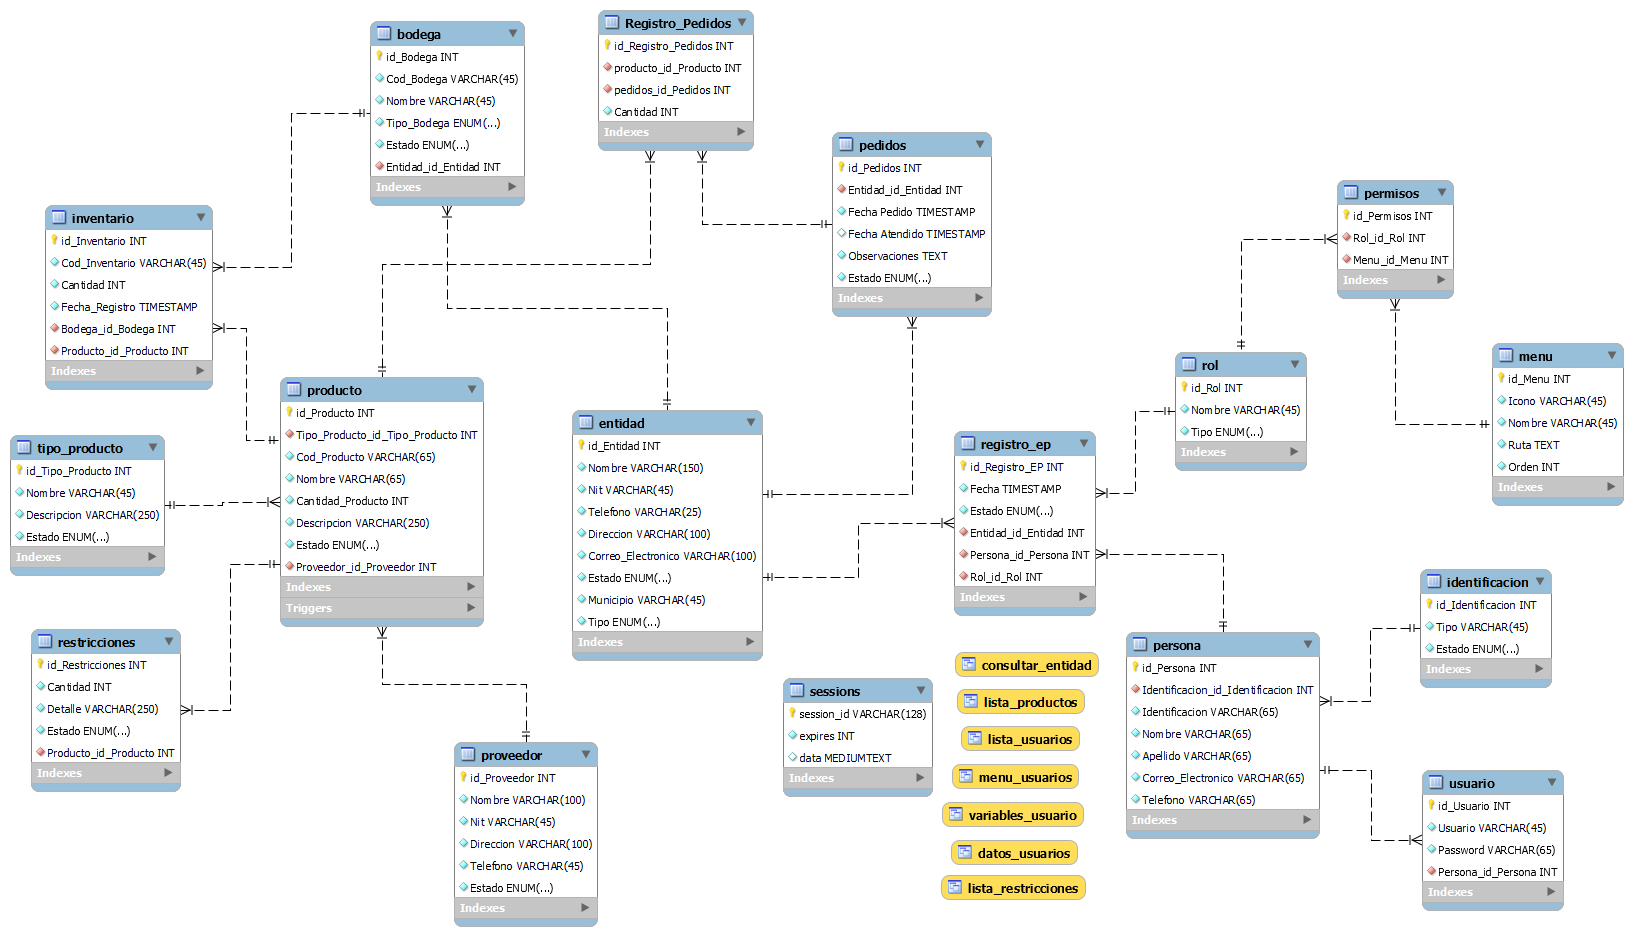 bodega
id_Bodega INT
Cod_Bodega VARCHAR(45)
Nombre VARCHAR(45)
Tipo_Bodega ENUM(...)
Estado ENUM(...)
Entidad_id_Entidad INT
Indexes
Registro_Pedidos
id_Registro_Pedidos INT
producto_id_Producto INT
pedidos_id_Pedidos INT
Cantidad INT
Indexes
pedidos
id_Pedidos INT
Entidad_id_Entidad INT
Fecha Pedido TIMESTAMP
Fecha Atendido TIMESTAMP
Observaciones TEXT
Estado ENUM(...)
Indexes
permisos
id_Permisos INT
Rol_id_Rol INT
Menu_id_Menu INT
Indexes
inventario
id_Inventario INT
Cod_Inventario VARCHAR(45)
Cantidad INT
Fecha_Registro TIMESTAMP
Bodega_id_Bodega INT
Producto_id_Producto INT
Indexes
menu
id_Menu INT
Icono VARCHAR(45)
Nombre VARCHAR(45)
Ruta TEXT
Orden INT
Indexes
rol
id_Rol INT
Nombre VARCHAR(45)
Tipo ENUM(...)
Indexes
producto
id_Producto INT
Tipo_Producto_id_Tipo_Producto INT
Cod_Producto VARCHAR(65)
Nombre VARCHAR(65)
Cantidad_Producto INT
Descripcion VARCHAR(250)
Estado ENUM(...)
Proveedor_id_Proveedor INT
Indexes
Triggers
entidad
id_Entidad INT
Nombre VARCHAR(150)
Nit VARCHAR(45)
Telefono VARCHAR(25)
Direccion VARCHAR(100)
Correo_Electronico VARCHAR(100)
Estado ENUM(...)
Municipio VARCHAR(45)
Tipo ENUM(...)
Indexes
tipo_producto
id_Tipo_Producto INT
Nombre VARCHAR(45)
Descripcion VARCHAR(250)
Estado ENUM(...)
Indexes
registro_ep
id_Registro_EP INT
Fecha TIMESTAMP
Estado ENUM(...)
Entidad_id_Entidad INT
Persona_id_Persona INT
Rol_id_Rol INT
Indexes
identificacion
id_Identificacion INT
Tipo VARCHAR(45)
Estado ENUM(...)
Indexes
restricciones
id_Restricciones INT
Cantidad INT
Detalle VARCHAR(250)
Estado ENUM(...)
Producto_id_Producto INT
Indexes
persona
id_Persona INT
Identificacion_id_Identificacion INT
Identificacion VARCHAR(65)
Nombre VARCHAR(65)
Apellido VARCHAR(65)
Correo_Electronico VARCHAR(65)
Telefono VARCHAR(65)
Indexes
sessions
session_id VARCHAR(128)
expires INT
data MEDIUMTEXT
Indexes
consultar_entidad
lista_productos
lista_usuarios
menu_usuarios
variables_usuario
datos_usuarios
lista_restricciones
proveedor
id_Proveedor INT
Nombre VARCHAR(100)
Nit VARCHAR(45)
Direccion VARCHAR(100)
Telefono VARCHAR(45)
Estado ENUM(...)
Indexes
usuario
id_Usuario INT
Usuario VARCHAR(45)
Password VARCHAR(65)
Persona_id_Persona INT
Indexes